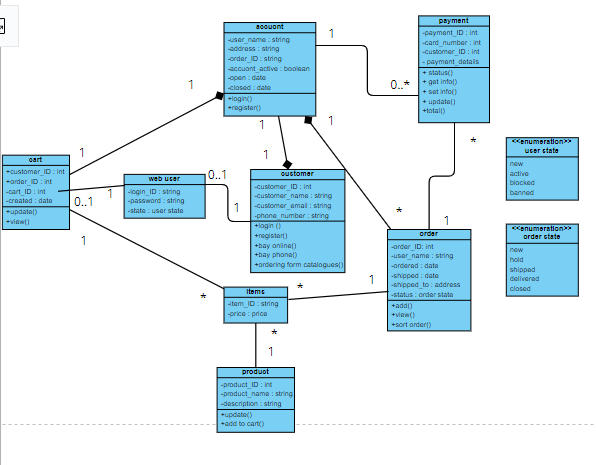 account
-user_name : string
-address : string
-order_ID : string
-accuont_active : boolean
-open : date
-closed : date
+login()
+register()
payment
-payment_ID : int
-card_number : int
-customer_ID : int
- payment_details
+ status()
+ get info()
+ set info()
+ update()
+total()
1
0..*
1
1
1
1
1
*
<<enumeration>>
user state
new
active
blocked
banned
cart
+customer_ID : int
+order_ID : int
-cart_ID : int
-created : date
+update()
+view()
web user
-login_ID : string
-password : string
-state : user state
1
0..1
0..1
1
customer
-customer_ID : int
-customer_name : string
-customer_email : string
-phone_number : string
+login ()
+register()
+bay online()
+bay phone()
+ordering form catalogues()
*
1
<<enumeration>>
order state
new
hold
shipped
delivered
closed
order
-order_ID: int
-user_name : string
-ordered : date
-shipped : date
-shipped_to : address
-status : order state
+add()
+view()
+sort order()
1
*
items
-item_ID : string
-price : price
*
1
*
1
product
-product_ID : int
-product_name : string
-description : string
+update()
+add to cart()